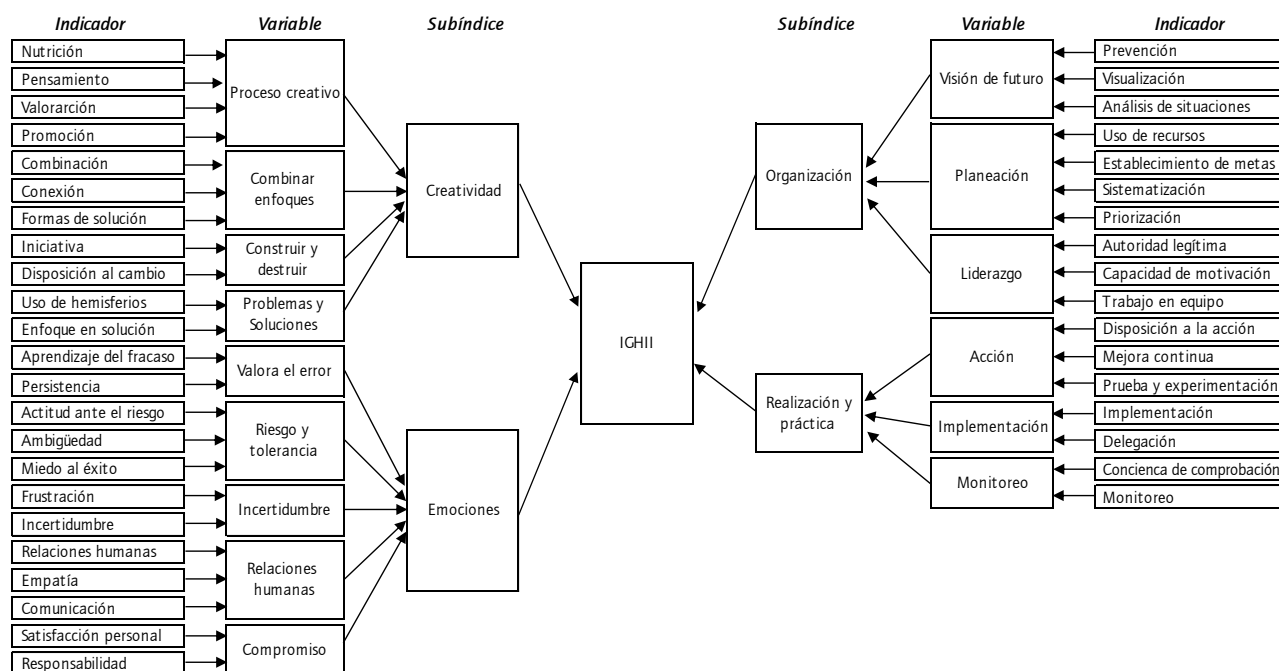 Indicador
Variable
Subíndice
Nutrición
Pensamiento
Valorarción
Promoción
Combinación
Conexión
Formas de solución
Iniciativa
Disposición al cambio
Uso de hemisferios
Enfoque en solución
Aprendizaje del fracaso
Persistencia
Actitud ante el riesgo
Ambigüedad
Miedo al éxito
Frustración
Incertidumbre
Relaciones humanas
Empatía
Comunicación
Satisfacción personal
Responsabilidad
Proceso creativo
Combinar
enfoques
Construir y
destruir
Problemas y
Soluciones
Valora el error
Riesgo y
tolerancia
Incertidumbre
Relaciones
humanas
Compromiso
Creatividad
Emociones
IGHII
Subíndice
Variable
Indicador
Organización
Realización y
práctica
Visión de futuro
Planeación
Liderazgo
Acción
Implementación
Monitoreo
Prevención
Visualización
Análisis de situaciones
Uso de recursos
Establecimiento de metas
Sistematización
Priorización
Autoridad legítima
Capacidad de motivación
Trabajo en equipo
Disposición a la acción
Mejora continua
Prueba y experimentación
Implementación
Delegación
Concienca de comprobación
Monitoreo